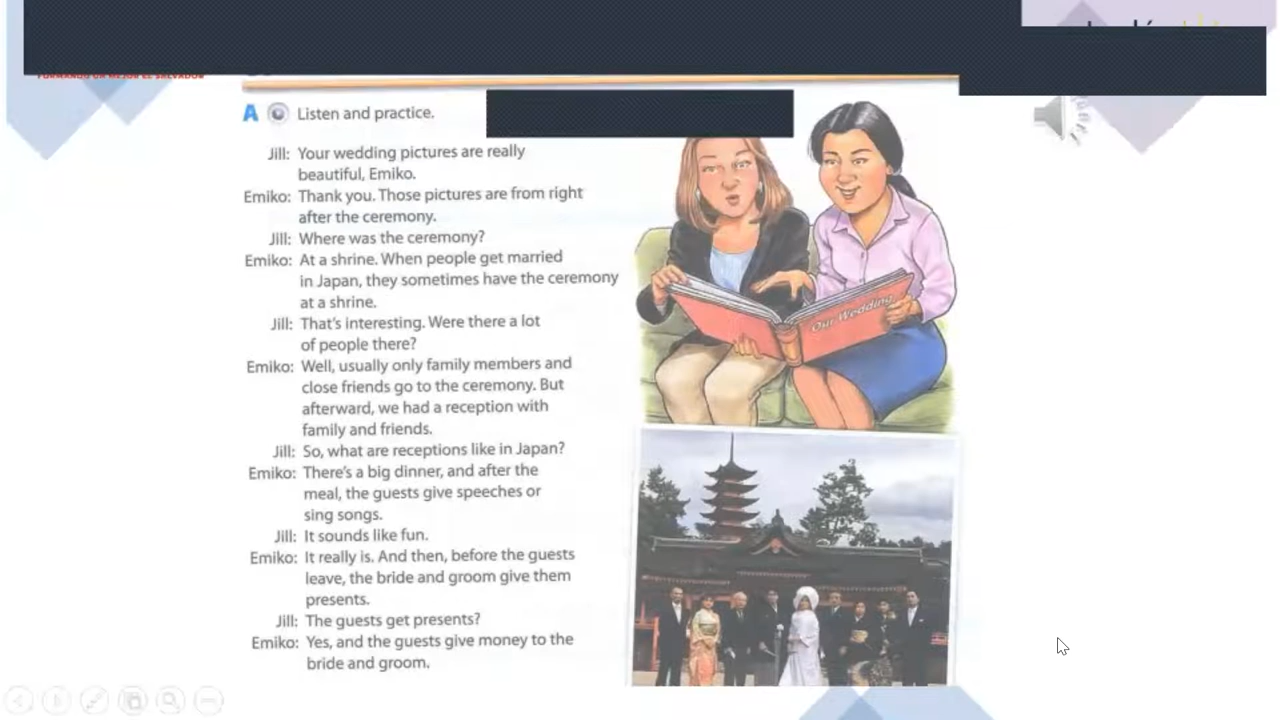 FORMANDO UN MEJOR EL SALVADOR
A Listen and practice.
Jill: Your wedding pictures are really
beautiful, Emiko.
Emiko: Thank you. Those pictures are from right
after the ceremony.
Jill: Where was the ceremony?
Emiko: At a shrine. When people get married
in Japan, they sometimes have the ceremony
at a shrine.
Jill: That's interesting. Were there a lot
of people there?
Emiko: Well, usually only family members and
close friends go to the ceremony. But
afterward, we had a reception with
family and friends.
Jill: So, what are receptions like in Japan?
Emiko: There's a big dinner, and after the
meal, the guests give speeches or
sing songs.
Jill: It sounds like fun.
Emiko: It really is. And then, before the guests
leave, the bride and groom give them
presents.
Jill: The guests get presents?
Emiko: Yes, and the guests give money to the
bride and groom.
Our Wedding